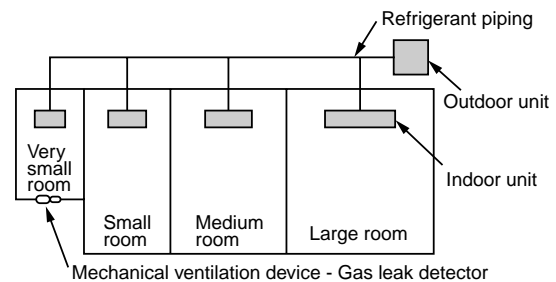 Refrigerant piping
Outdoor unit
Indoor unit
Very
small
room
Small
room
Medium
room
Large room
Mechanical ventilation device - Gas leak detector